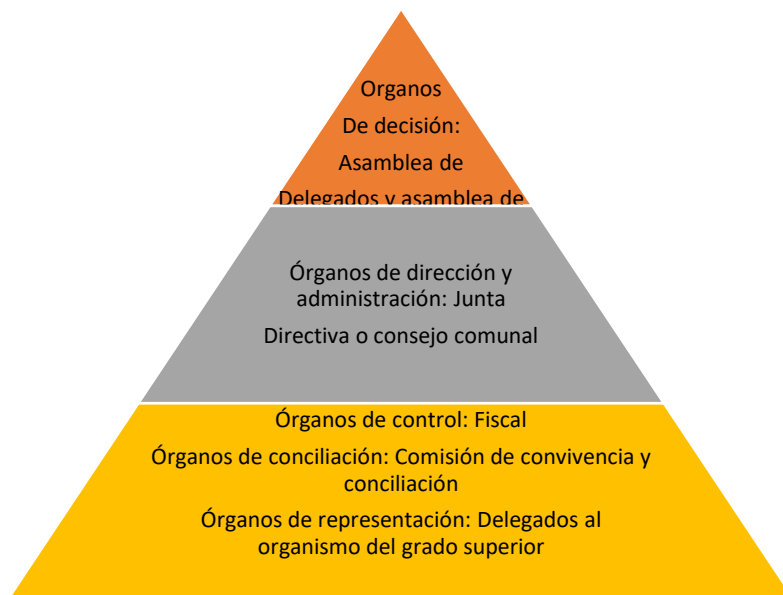 Organos
De decisión:
Asamblea de
Delegados y asamblea de
Órganos de dirección y
administración: Junta
Directiva o consejo comunal
Órganos de control: Fiscal
Órganos de conciliación: Comisión de convivencia y
conciliación
Órganos de representación: Delegados al
organismo del grado superior